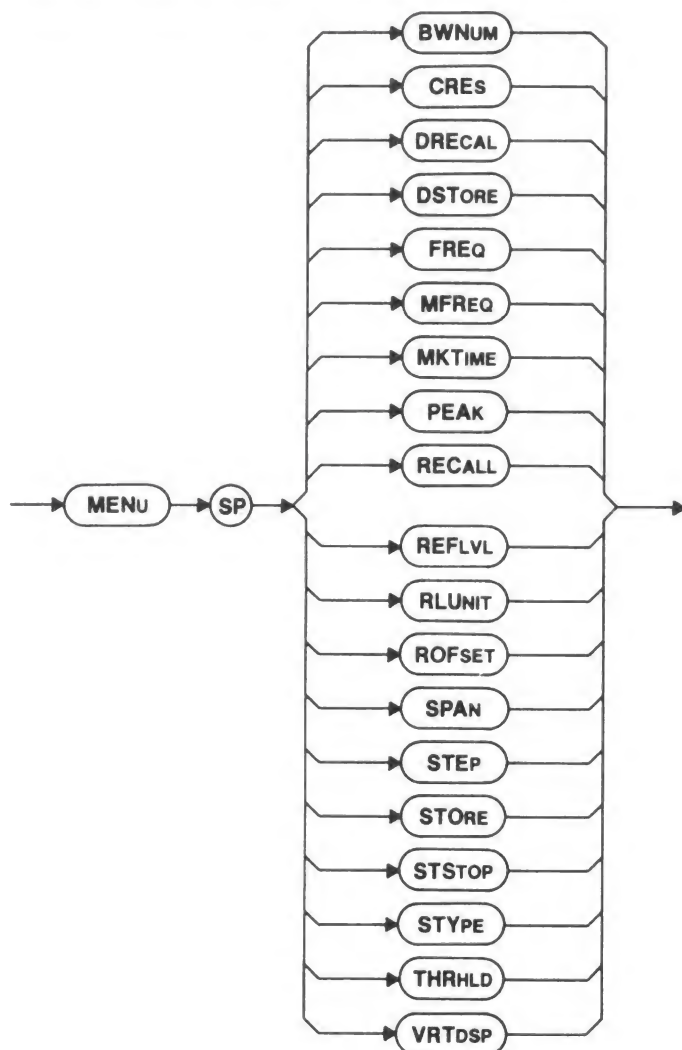 BWNUM
CRES
DRECAL
DSTORE
FREQ
MFREQ
MKTIME
PEAK
RECALL
MENU SP
REFLVL
RLUNIT
ROFSET
SPAN
STEP
STORE
STSTOP
STYPE
THRHLD
VRTDSP